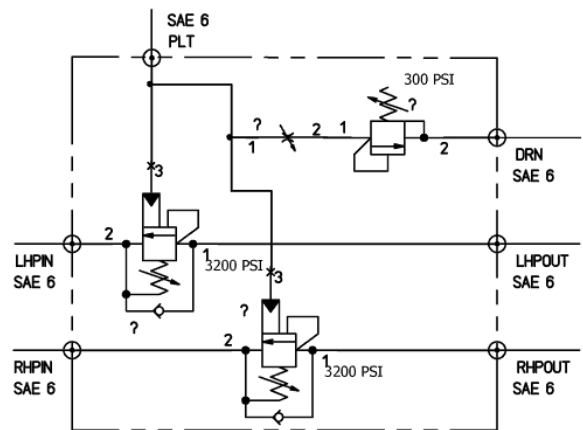 SAE 6
PLT
300 PSI
?
?
1
2
1
2
DRN
SAE 6
3
2
1
LHPIN
SAE 6
3200 PSI
LHPOUT
SAE 6
3
?
?
2
1
RHPIN
SAE 6
3200 PSI
RHPOUT
SAE 6